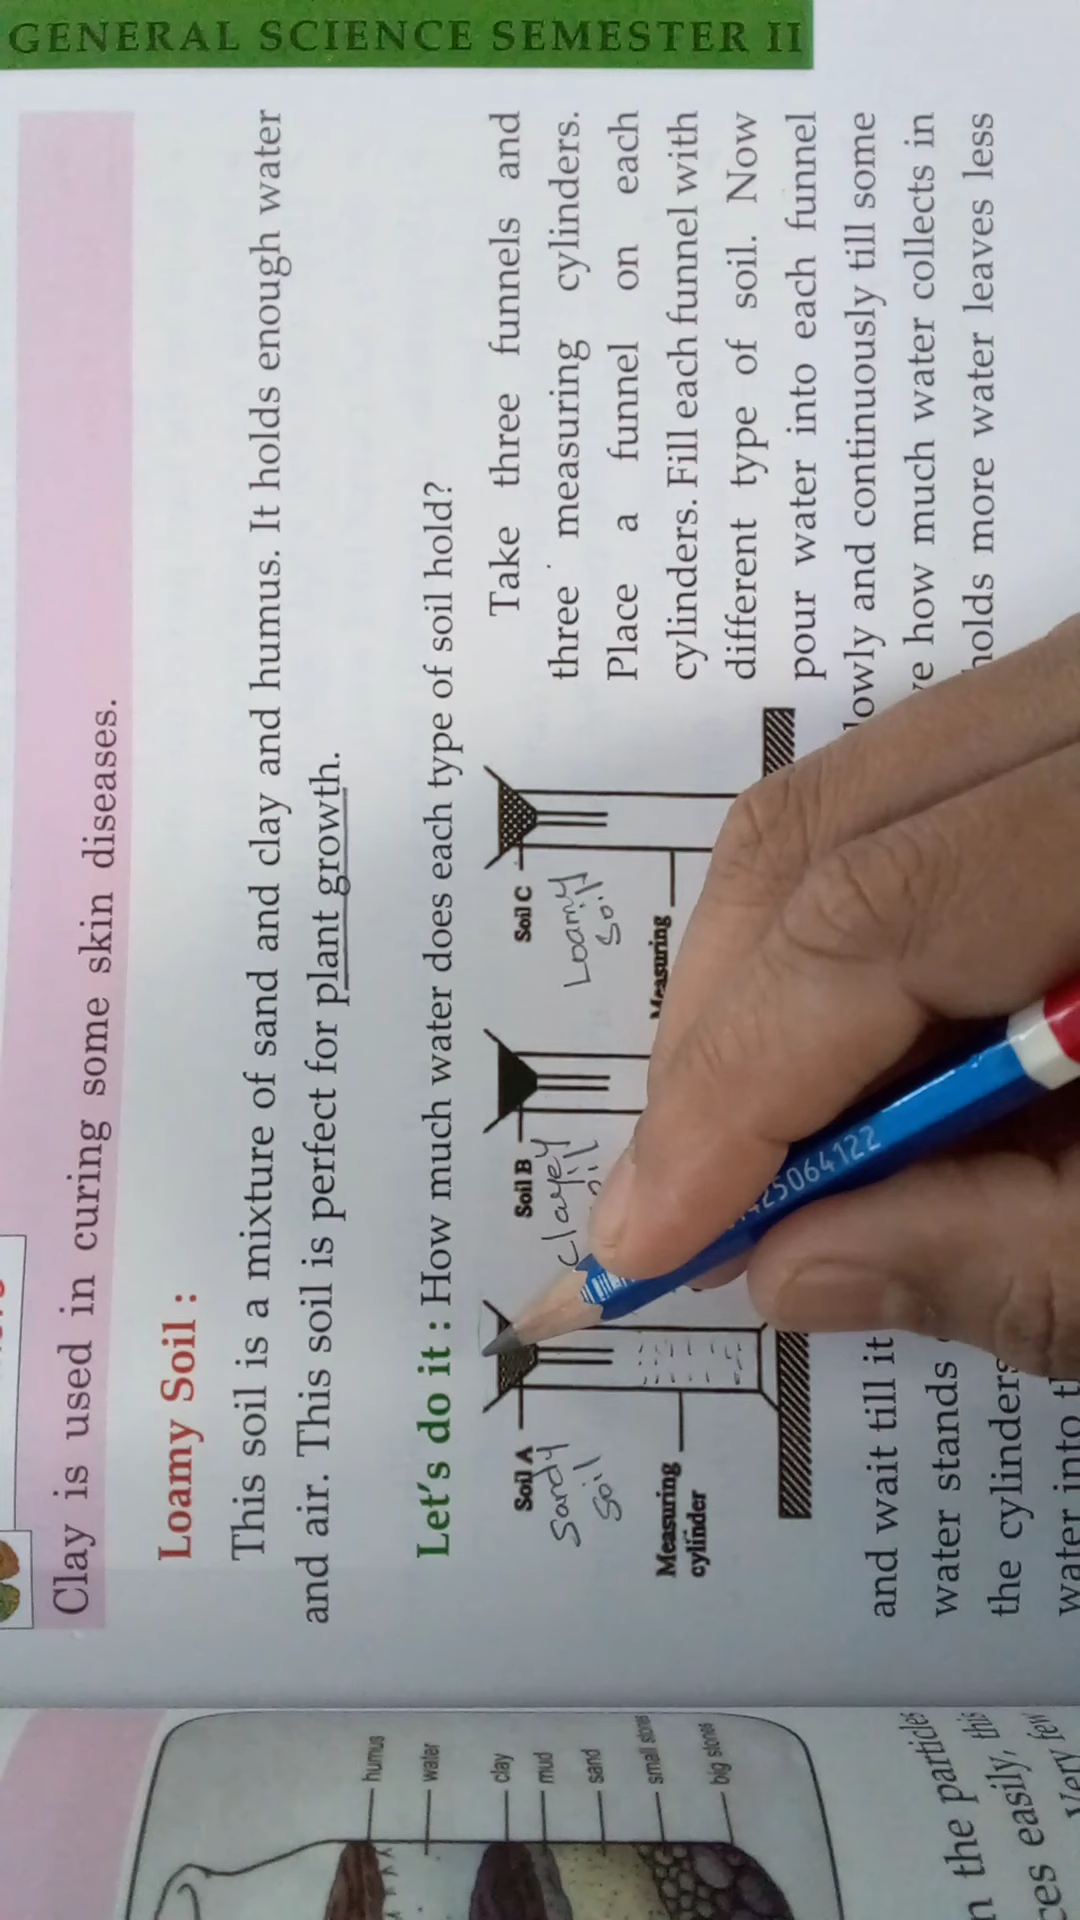 GENERAL SCIENCE SEMESTER II
Clay is used in curing some skin diseases.
Loamy Soil :
This soil is a mixture of sand and clay and humus. It holds enough water
and air. This soil is perfect for plant growth.
Let's do it : How much water does each type of soil hold?
Soil A
Sandy
Soil
Measuring
cylinder
Soil B
Clayey
Soil C
Loamy
Soil
Measuring
Take three funnels and
three measuring cylinders.
Place a funnel on each
cylinders. Fill each funnel with
different type of soil. Now
pour water into each funnel
and wait till it
lowly and continuously till some
water stands
how much water collects in
the cylinders
holds more water leaves less
water into
humus
water
clay
mud
sand
small stones
big stones
the particles
easily, this
Very few